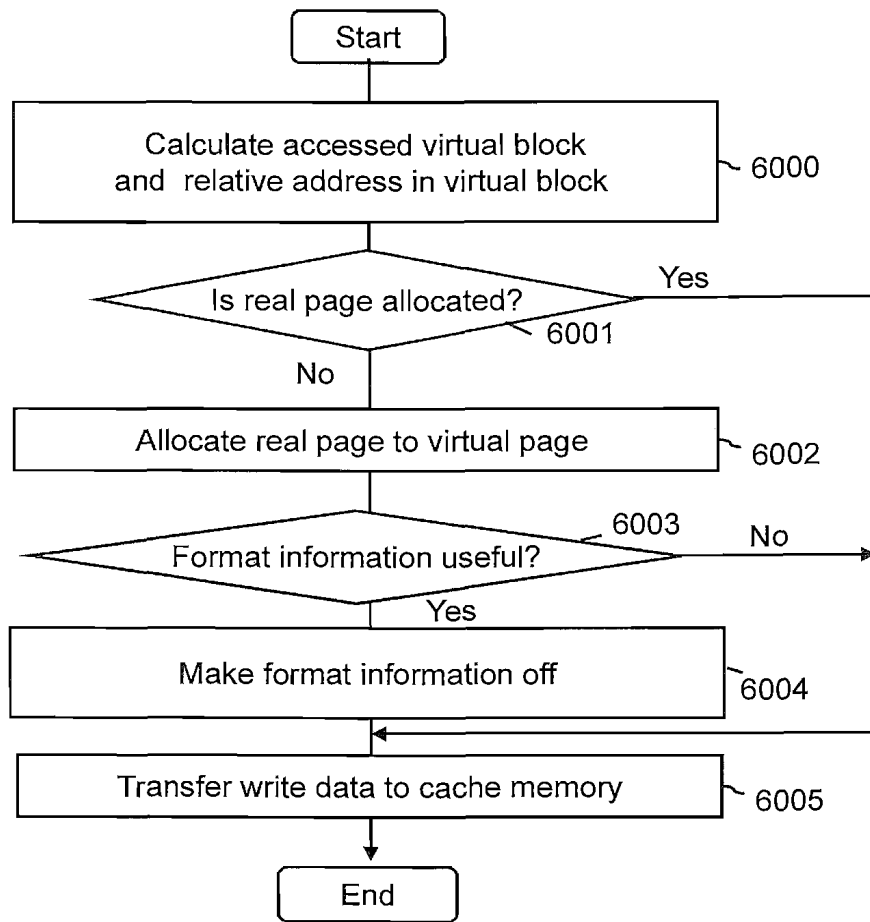 Start
Calculate accessed virtual block
and relative address in virtual block
6000
Yes
Is real page allocated?
6001
No
Allocate real page to virtual page
6002
6003
Format information useful?
No
Yes
Make format information off
6004
Transfer write data to cache memory
6005
End